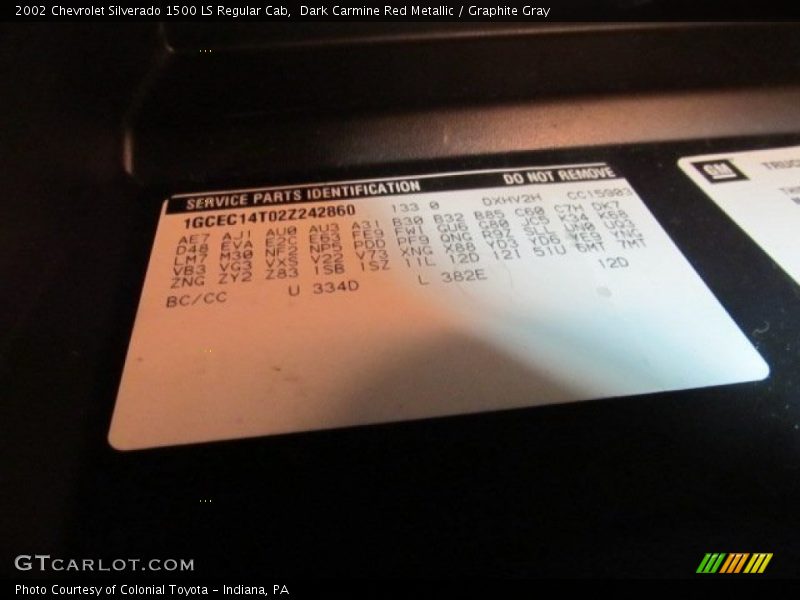 2002 Chevrolet Silverado 1500 LS Regular Cab,  Dark Carmine Red Metallic / Graphite Gray
SERVICE PARTS IDENTIFICATION DO NOT REMOVE
1GCEC14T02Z242860 133 0 DXHV2H CC15903
AE7 AJ1 AU0 AU3 A31 B30 B32 B85 C60 C7H DK7
D48 EVA E2C E63 FE9 FW1 GU6 G80 JC5 K34 K68
LM7 M30 NF2 NP5 PDD PF9 QNG R9Z SLL UN0 UQ3
VB3 VG3 VXS V22 V73 XNG X88 YD3 YD6 YE9 YNG
ZNG ZY2 Z83 1SB 1SZ 11L 12D 12I 51U 6MT 7MT
12D
BC/CC U 334D L 382E
GM
GTCARLOT.COM
Photo Courtesy of Colonial Toyota - Indiana, PA